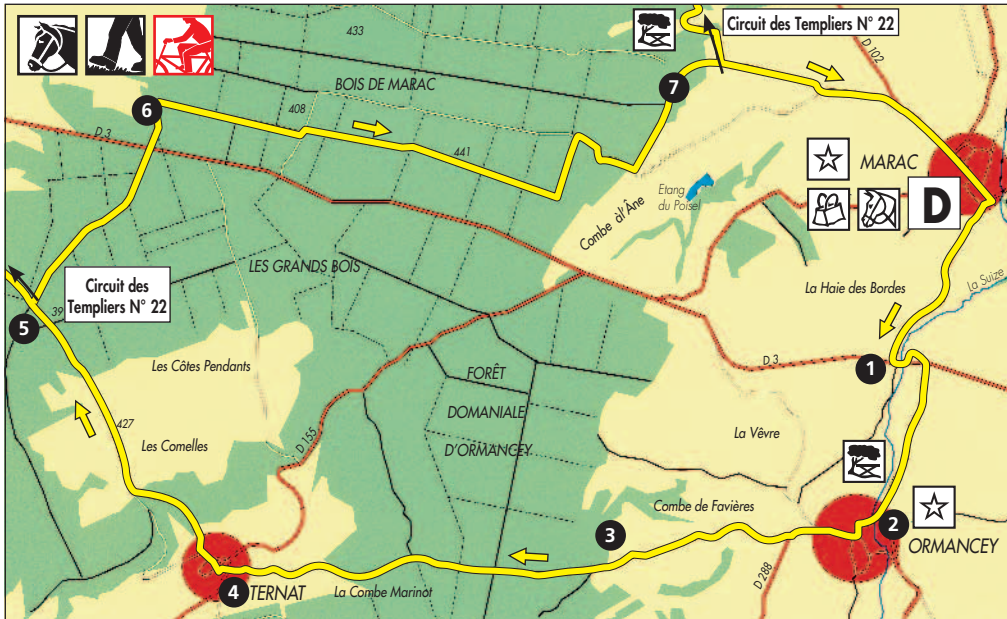 433
Circuit des Templiers N° 22
D 102
BOIS DE MARAC
7
6
408
D 3
441
MARAC
D
Etang
du Poisel
Combe àl'Âne
LES GRANDS BOIS
La Haie des Bordes
La Suize
Circuit des
Templiers N° 22
39
5
1
D 3
Les Côtes Pendants
FORÊT
DOMANIALE
D'ORMANCEY
427
Les Comelles
D 155
La Vêvre
Combe de Favières
3
2
ORMANCEY
4
TERNAT
La Combe Marinot
D 288